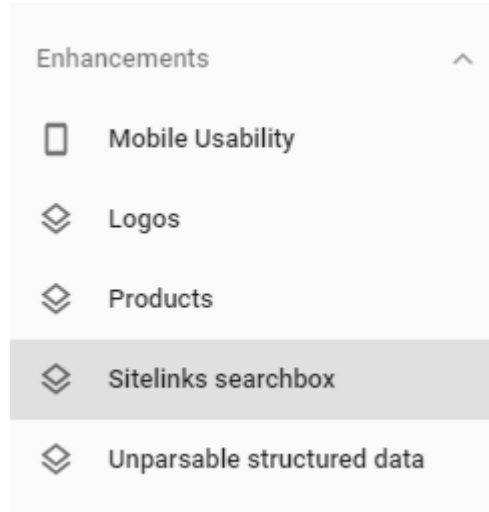 Enhancements
Mobile Usability
Logos
Products
Sitelinks searchbox
Unparsable structured data